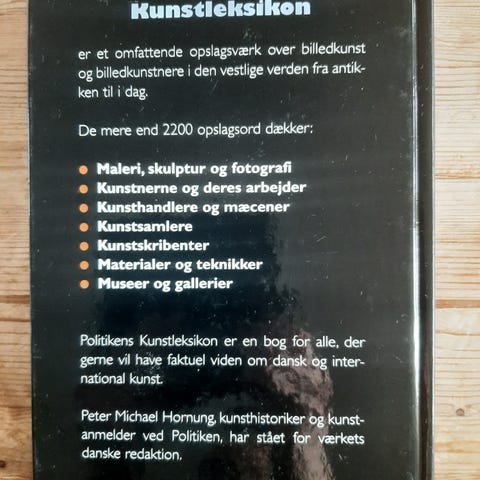 Kunstleksikon
er et omfattende opslagsværk over billedkunst
og billedkunstnere i den vestlige verden fra antik-
ken til i dag.
De mere end 2200 opslagsord dækker:
Maleri, skulptur og fotografi
Kunstnerne og deres arbejder
Kunsthandlere og mæcener
Kunstsamlere
Kunstskribenter
Materialer og teknikker
Museer og gallerier
Politikens Kunstleksikon er en bog for alle, der
gerne vil have faktuel viden om dansk og inter-
national kunst.
Peter Michael Hornung, kunsthistoriker og kunst-
anmelder ved Politiken, har stået for værkets
danske redaktion.